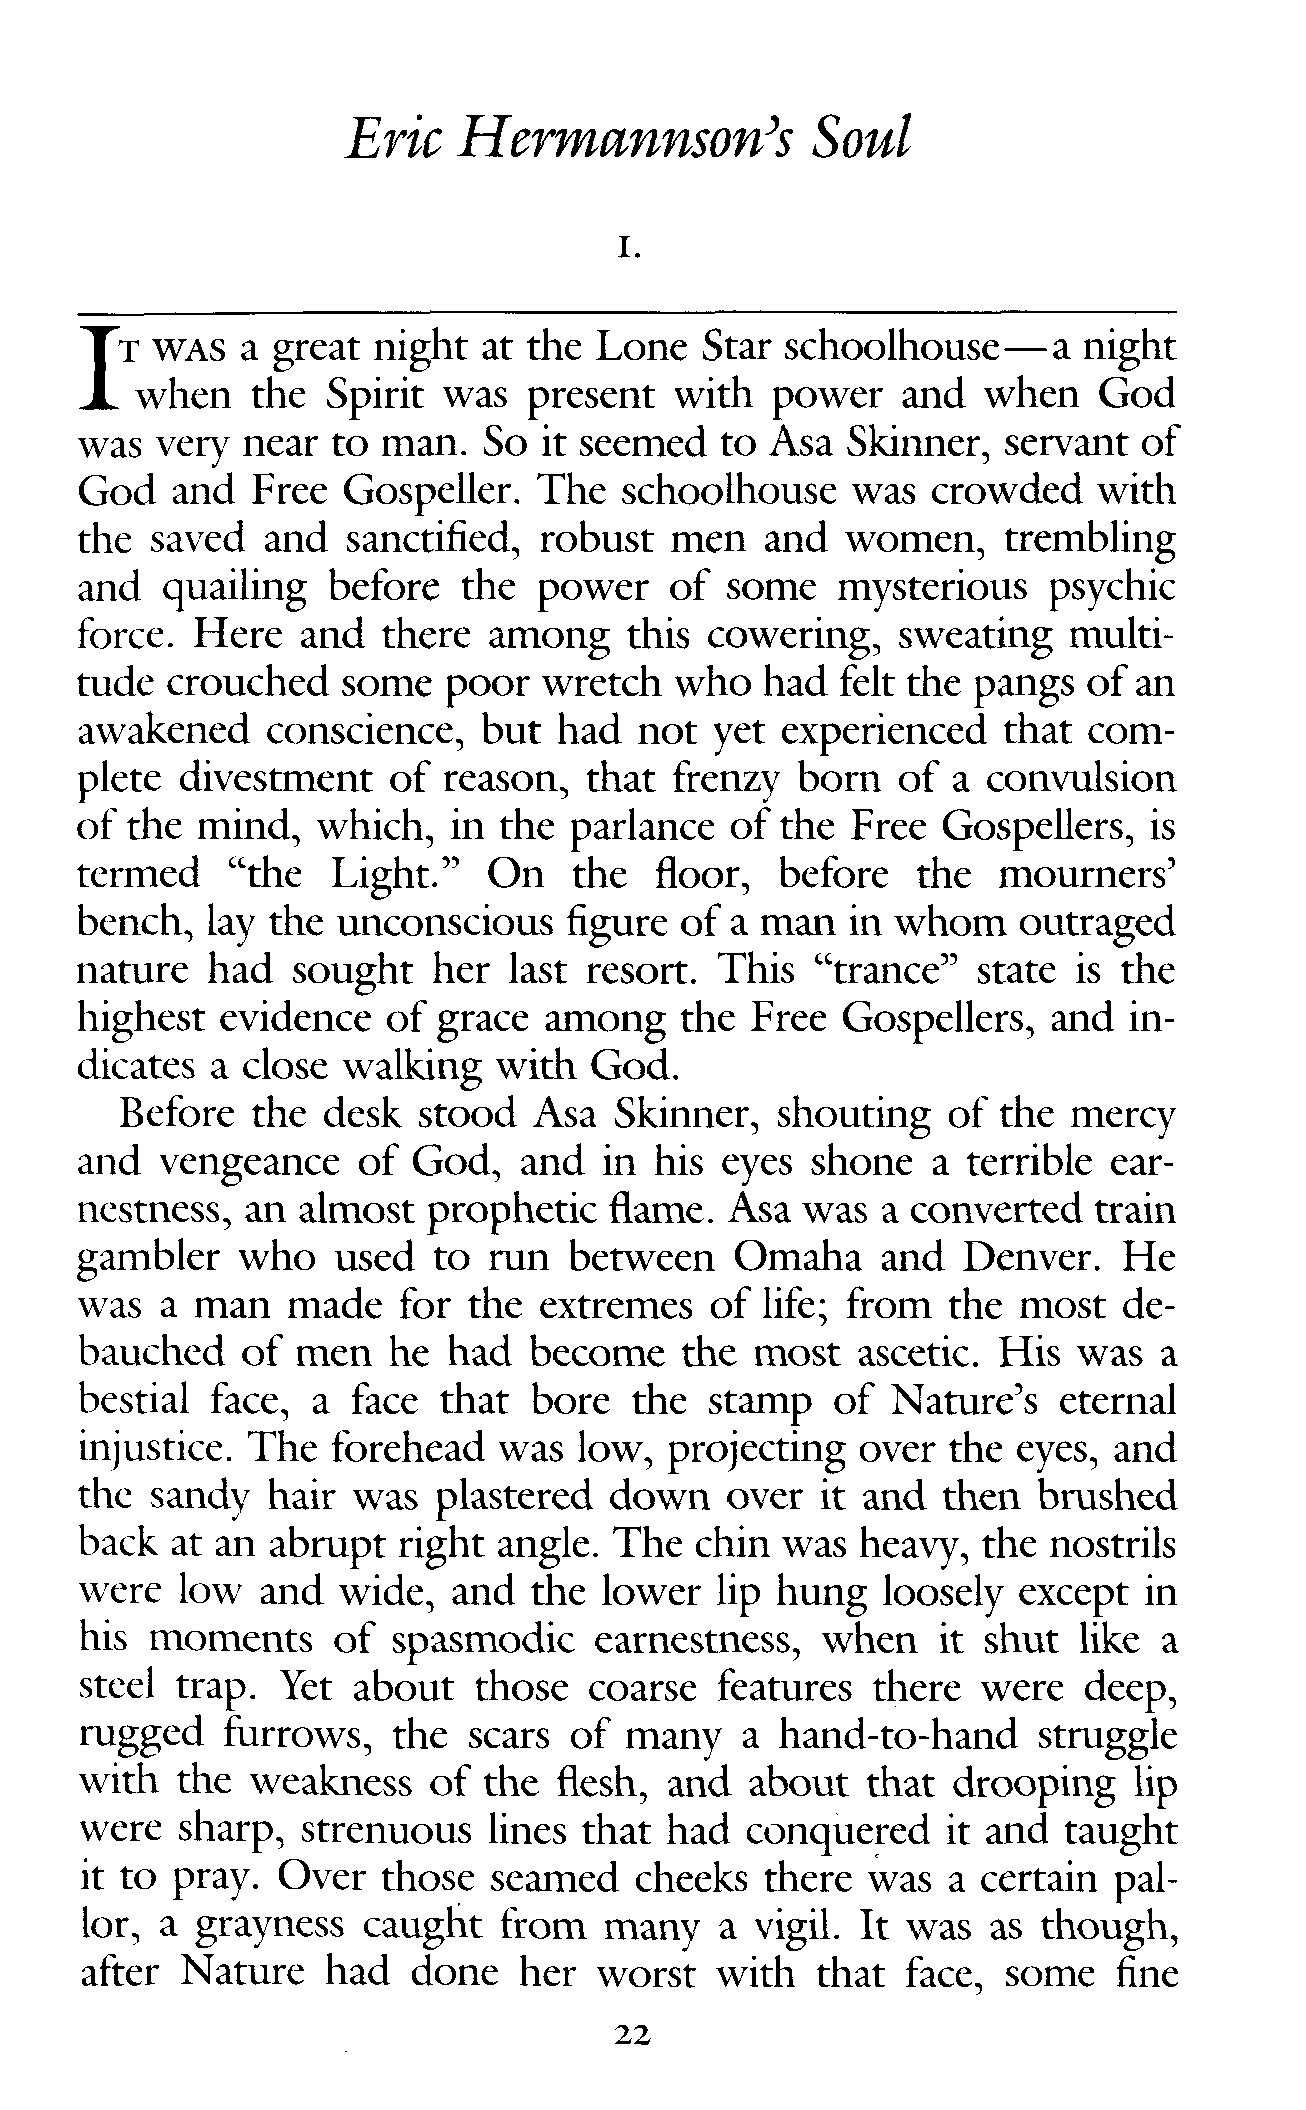 Eric Hermannson's Soul
I.
IT WAS a great night at the Lone Star schoolhouse—a night
when the Spirit was present with power and when God
was very near to man. So it seemed to Asa Skinner, servant of
God and Free Gospeller. The schoolhouse was crowded with
the saved and sanctified, robust men and women, trembling
and quailing before the power of some mysterious psychic
force. Here and there among this cowering, sweating multi-
tude crouched some poor wretch who had felt the pangs of an
awakened conscience, but had not yet experienced that com-
plete divestment of reason, that frenzy born of a convulsion
of the mind, which, in the parlance of the Free Gospellers, is
termed “the Light.” On the floor, before the mourners’
bench, lay the unconscious figure of a man in whom outraged
nature had sought her last resort. This “trance” state is the
highest evidence of grace among the Free Gospellers, and in-
dicates a close walking with God.
Before the desk stood Asa Skinner, shouting of the mercy
and vengeance of God, and in his eyes shone a terrible ear-
nestness, an almost prophetic flame. Asa was a converted train
gambler who used to run between Omaha and Denver. He
was a man made for the extremes of life; from the most de-
bauched of men he had become the most ascetic. His was a
bestial face, a face that bore the stamp of Nature’s eternal
injustice. The forehead was low, projecting over the eyes, and
the sandy hair was plastered down over it and then brushed
back at an abrupt right angle. The chin was heavy, the nostrils
were low and wide, and the lower lip hung loosely except in
his moments of spasmodic earnestness, when it shut like a
steel trap. Yet about those coarse features there were deep,
rugged furrows, the scars of many a hand-to-hand struggle
with the weakness of the flesh, and about that drooping lip
were sharp, strenuous lines that had conquered it and taught
it to pray. Over those seamed cheeks there was a certain pal-
lor, a grayness caught from many a vigil. It was as though,
after Nature had done her worst with that face, some fine
22